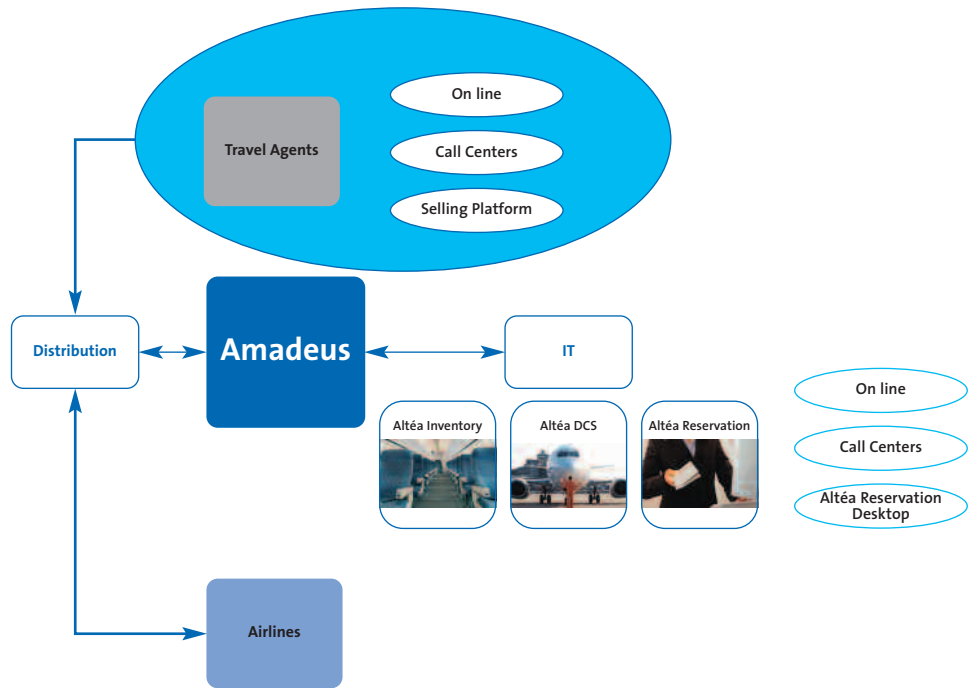 On line
Travel Agents
Call Centers
Selling Platform
Distribution
Amadeus
IT
Altéa Inventory
Altéa DCS
Altéa Reservation
On line
Call Centers
Altéa Reservation
Desktop
Airlines